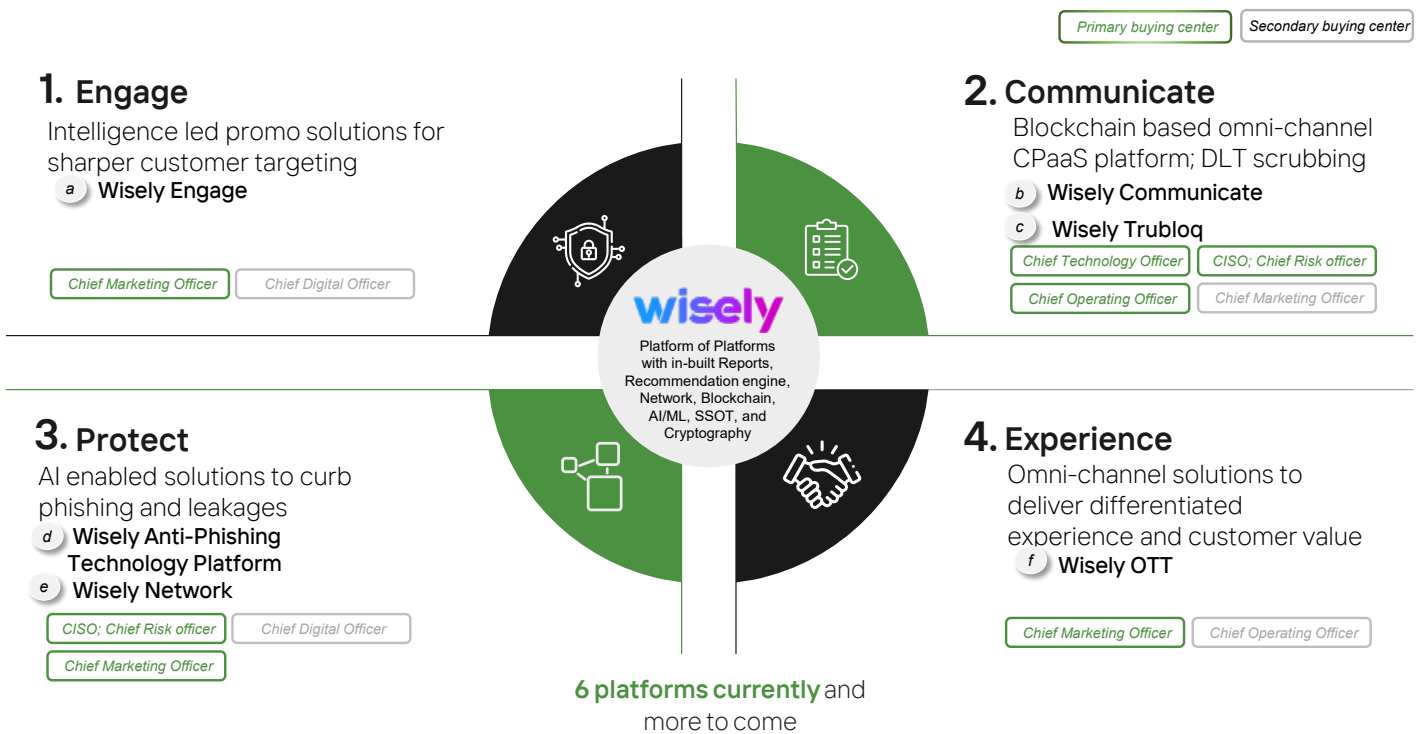 Primary buying center
Secondary buying center
1. Engage
Intelligence led promo solutions for
sharper customer targeting
a Wisely Engage
Chief Marketing Officer
Chief Digital Officer
2. Communicate
Blockchain based omni-channel
CPaaS platform; DLT scrubbing
b Wisely Communicate
c Wisely Trubloq
Chief Technology Officer
CISO; Chief Risk officer
Chief Operating Officer
Chief Marketing Officer
wisely
Platform of Platforms
with in-built Reports,
Recommendation engine,
Network, Blockchain,
AI/ML, SSOT, and
Cryptography
3. Protect
AI enabled solutions to curb
phishing and leakages
d Wisely Anti-Phishing
Technology Platform
e Wisely Network
CISO; Chief Risk officer
Chief Digital Officer
Chief Marketing Officer
4. Experience
Omni-channel solutions to
deliver differentiated
experience and customer value
f Wisely OTT
Chief Marketing Officer
Chief Operating Officer
6 platforms currently and
more to come